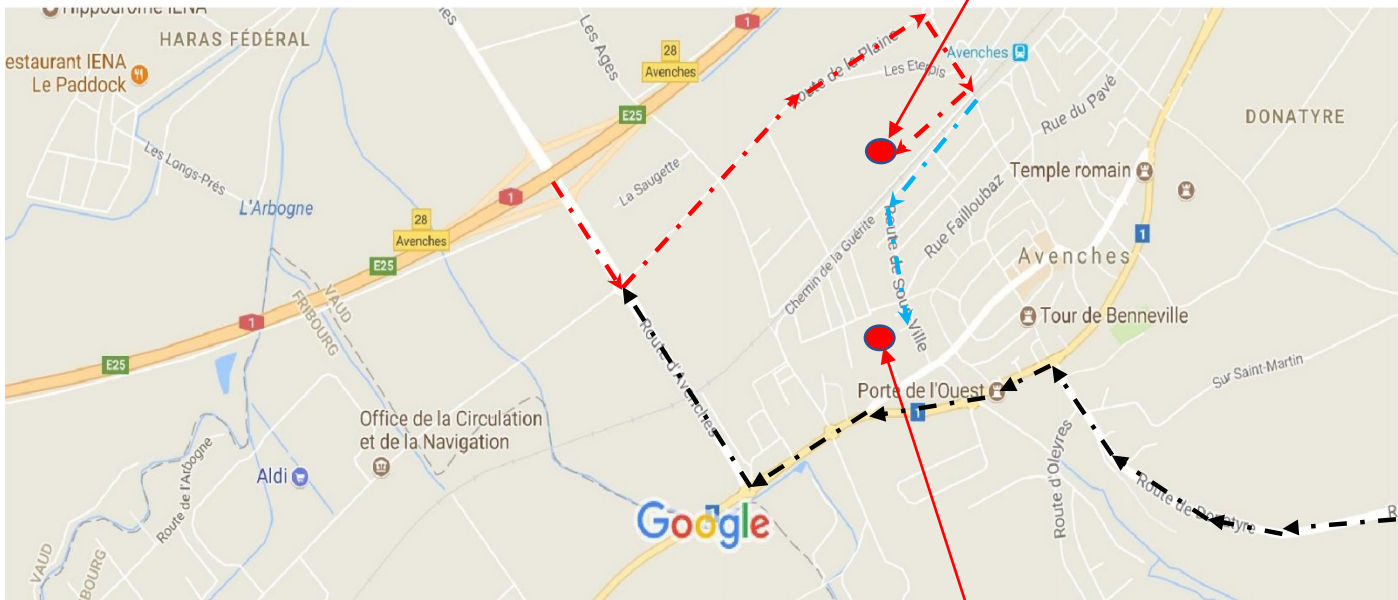 Hippodrome IENA
HARAS FÉDÉRAL
estaurant IENA
Le Paddock
Les Longs-Prés
L'Arbogne
1
28
Avenches
E25
Les Ages
1
28
Avenches
E25
La Saugette
Route de la Plaine
Les Eterpis
Avenches
Rue du Pavé
DONATYRE
Temple romain
Rue Failloubaz
Chemin de la Guérite
Route de Sous-Ville
Avenches
1
Tour de Benneville
VAUD
FRIBOURG
1
E25
Route d'Avenches
Porte de l'Ouest
1
Sur Saint-Martin
Office de la Circulation
et de la Navigation
Aldi
Route de l'Arbogne
Route d'Oleyres
Route de Donatyre
R
Google
VAUD
BOURG